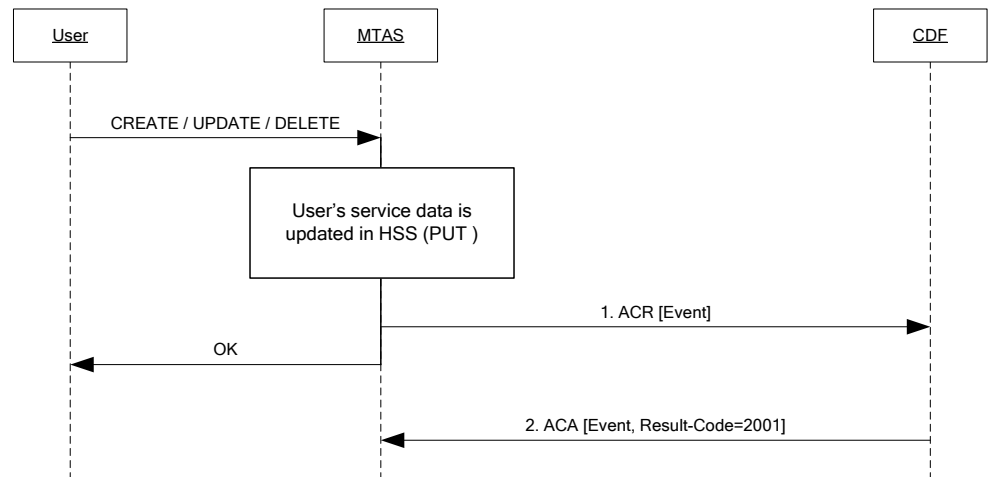 User
MTAS
CDF
CREATE / UPDATE / DELETE
User's service data is
updated in HSS (PUT )
1. ACR [Event]
OK
2. ACA [Event, Result-Code=2001]